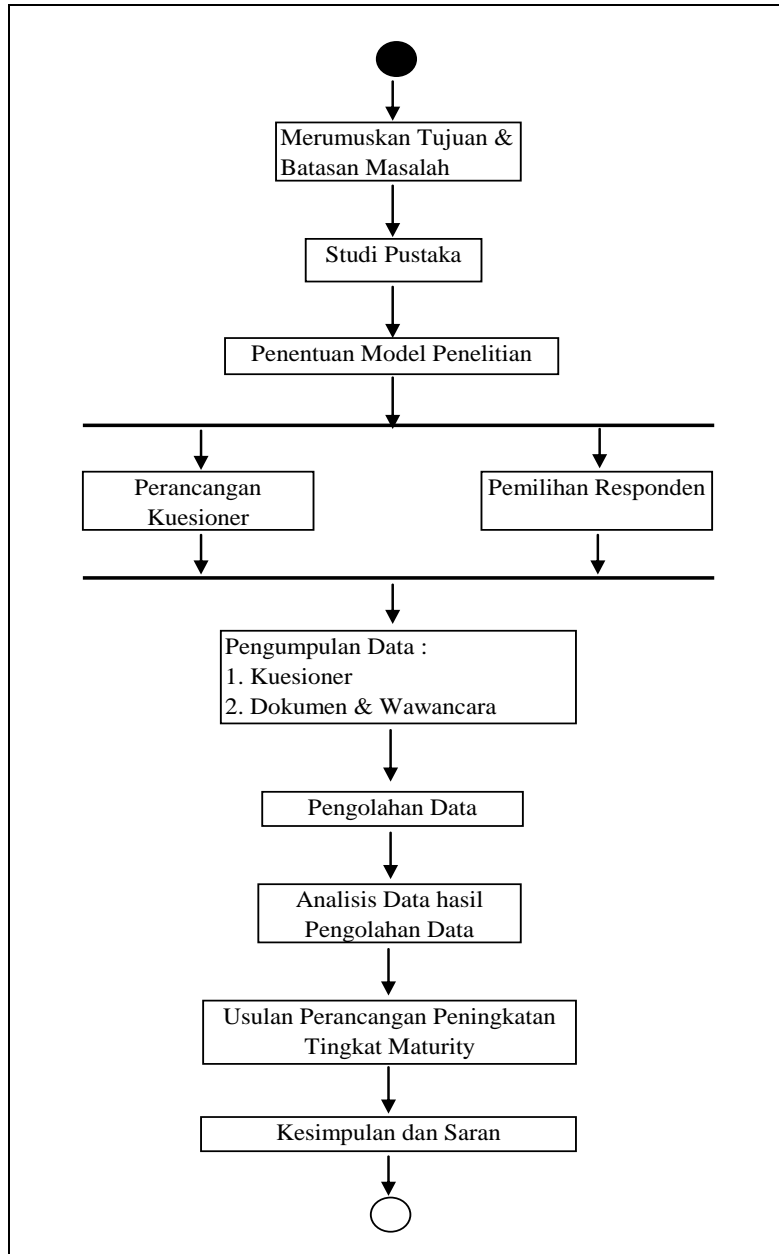 Merumuskan Tujuan &
Batasan Masalah
Studi Pustaka
Penentuan Model Penelitian
Perancangan
Kuesioner
Pemilihan Responden
Pengumpulan Data :
1. Kuesioner
2. Dokumen & Wawancara
Pengolahan Data
Analisis Data hasil
Pengolahan Data
Usulan Perancangan Peningkatan
Tingkat Maturity
Kesimpulan dan Saran